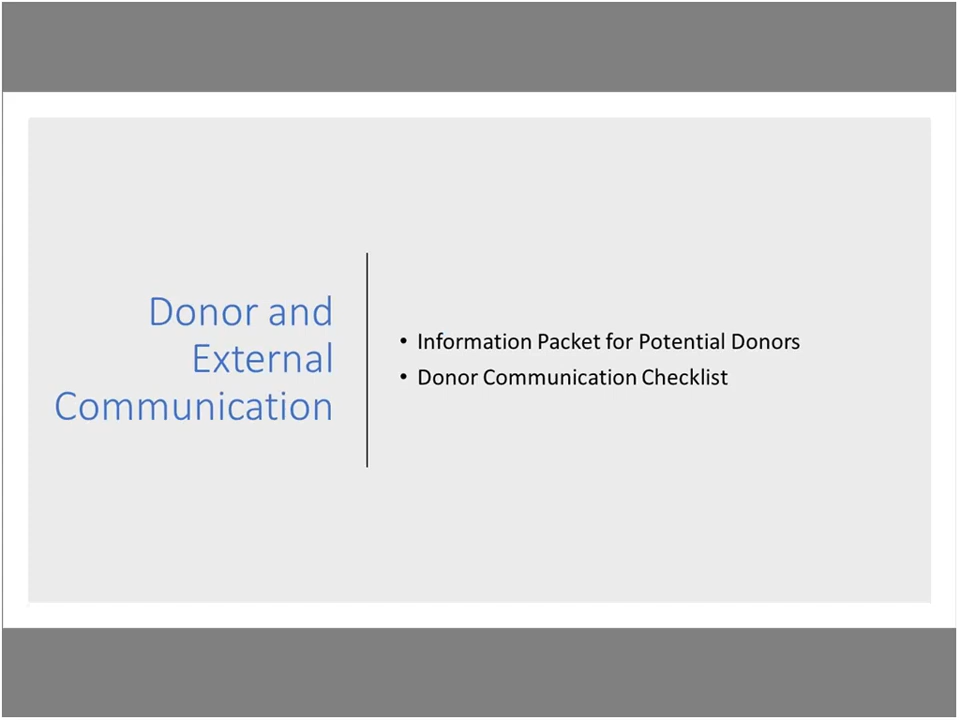 Donor and
External
Communication
• Information Packet for Potential Donors
• Donor Communication Checklist